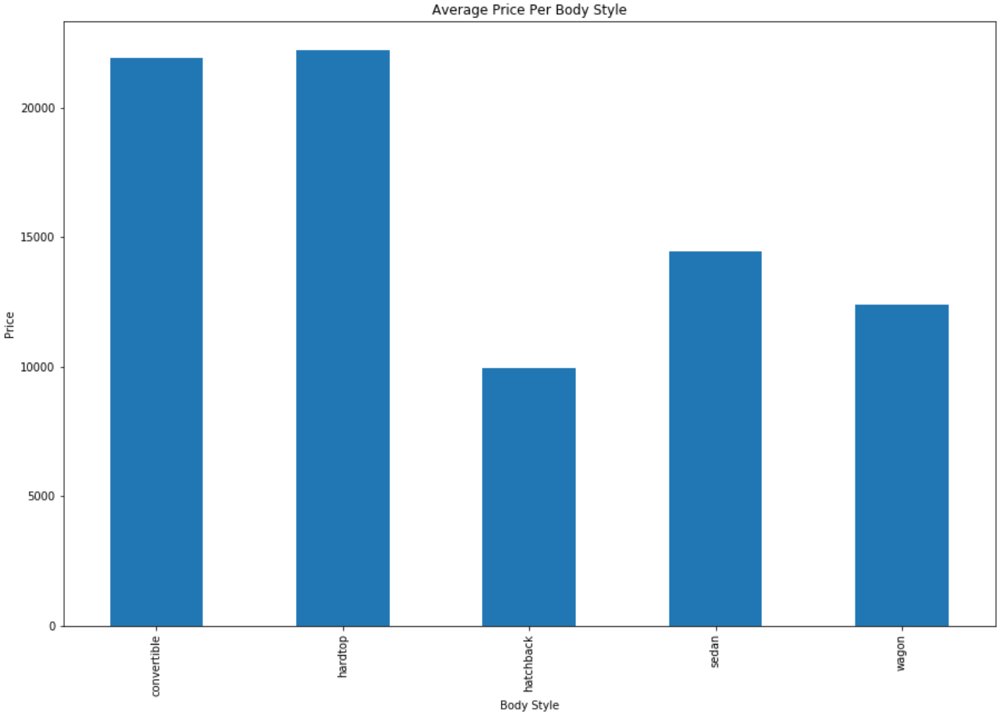 Average Price Per Body Style
Price
20000
15000
10000
5000
0
convertible
hardtop
hatchback
sedan
wagon
Body Style